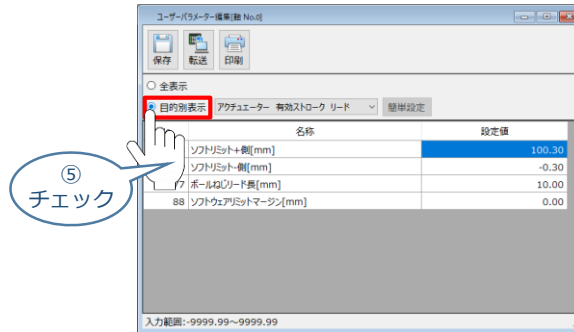 ユーザーパラメーター編集[軸 No.0]
保存 転送 印刷
全表示
目的別表示 アクチュエーター 有効ストローク リード 簡単設定
名称 設定値
ソフトリミット+側[mm] 100.30
ソフトリミット-側[mm] -0.30
7 ボールねじリード長[mm] 10.00
88 ソフトウェアリミットマージン[mm] 0.00
⑤
チェック
入力範囲:-9999.99~9999.99